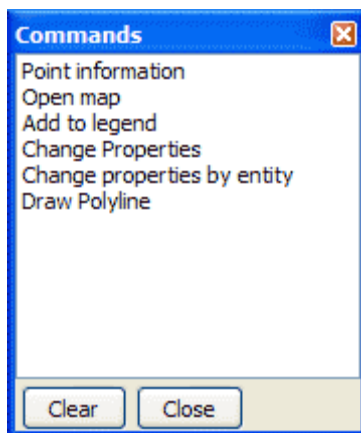 Commands
Point information
Open map
Add to legend
Change Properties
Change properties by entity
Draw Polyline
Clear Close